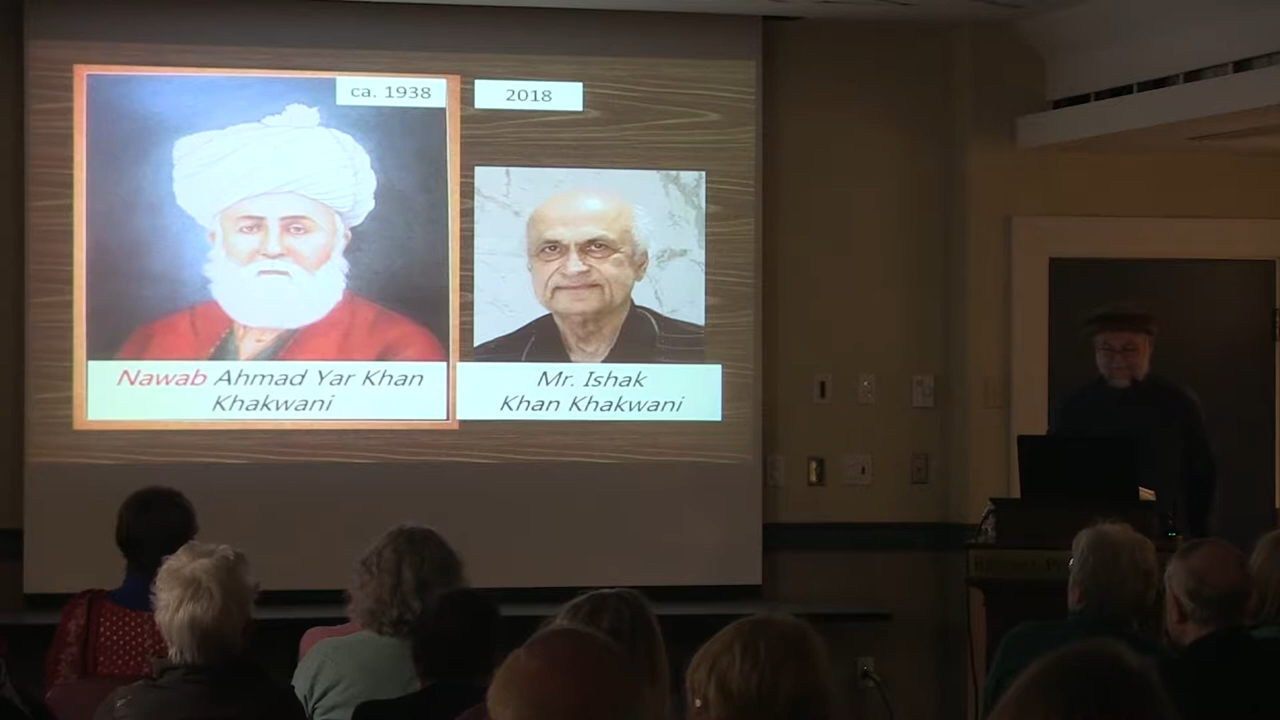 ca. 1938
2018
Nawab Ahmad Yar Khan
Khakwani
Mr. Ishak
Khan Khakwani